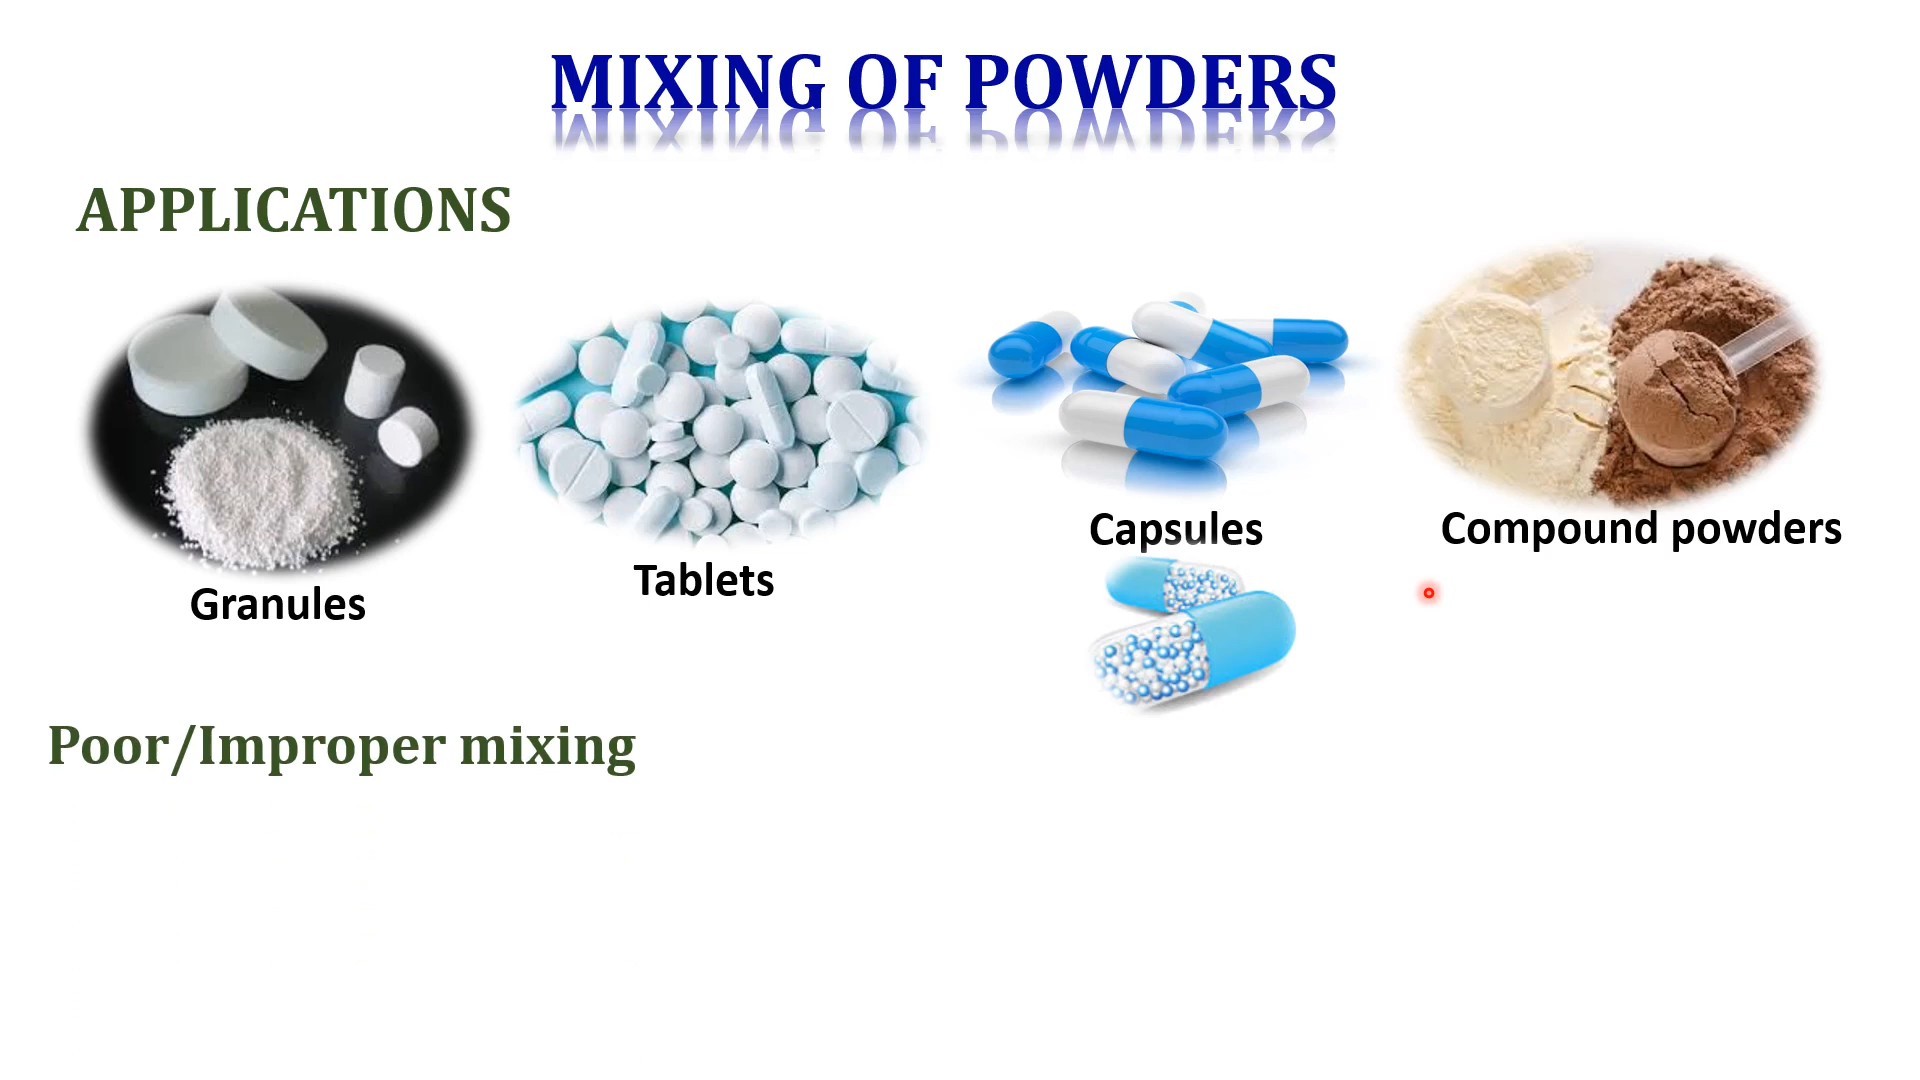 MIXING OF POWDERS
APPLICATIONS
Granules
Tablets
Capsules
Compound powders
Poor/Improper mixing